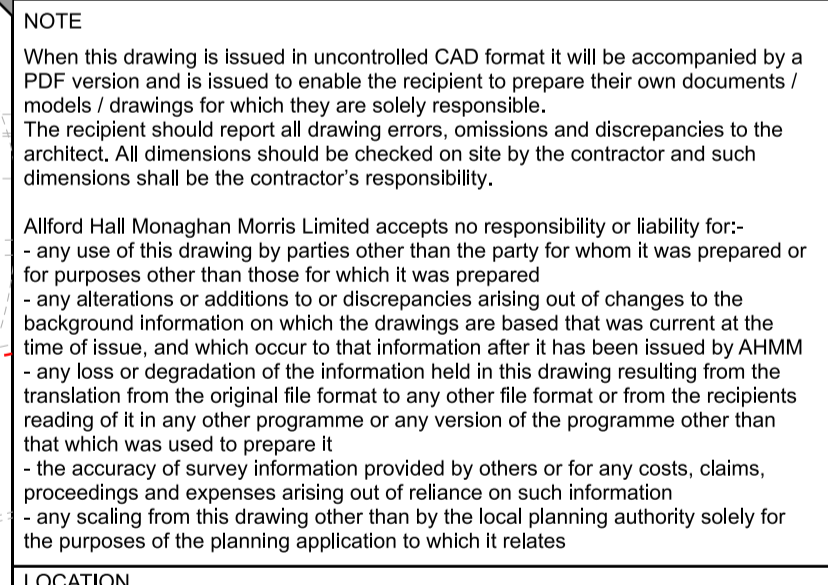 NOTE
When this drawing is issued in uncontrolled CAD format it will be accompanied by a
PDF version and is issued to enable the recipient to prepare their own documents /
models / drawings for which they are solely responsible.
The recipient should report all drawing errors, omissions and discrepancies to the
architect. All dimensions should be checked on site by the contractor and such
dimensions shall be the contractor's responsibility.
Allford Hall Monaghan Morris Limited accepts no responsibility or liability for:-
- any use of this drawing by parties other than the party for whom it was prepared or
for purposes other than those for which it was prepared
- any alterations or additions to or discrepancies arising out of changes to the
background information on which the drawings are based that was current at the
time of issue, and which occur to that information after it has been issued by AHMM
- any loss or degradation of the information held in this drawing resulting from the
translation from the original file format to any other file format or from the recipients
reading of it in any other programme or any version of the programme other than
that which was used to prepare it
- the accuracy of survey information provided by others or for any costs, claims,
proceedings and expenses arising out of reliance on such information
- any scaling from this drawing other than by the local planning authority solely for
the purposes of the planning application to which it relates
LOCATION